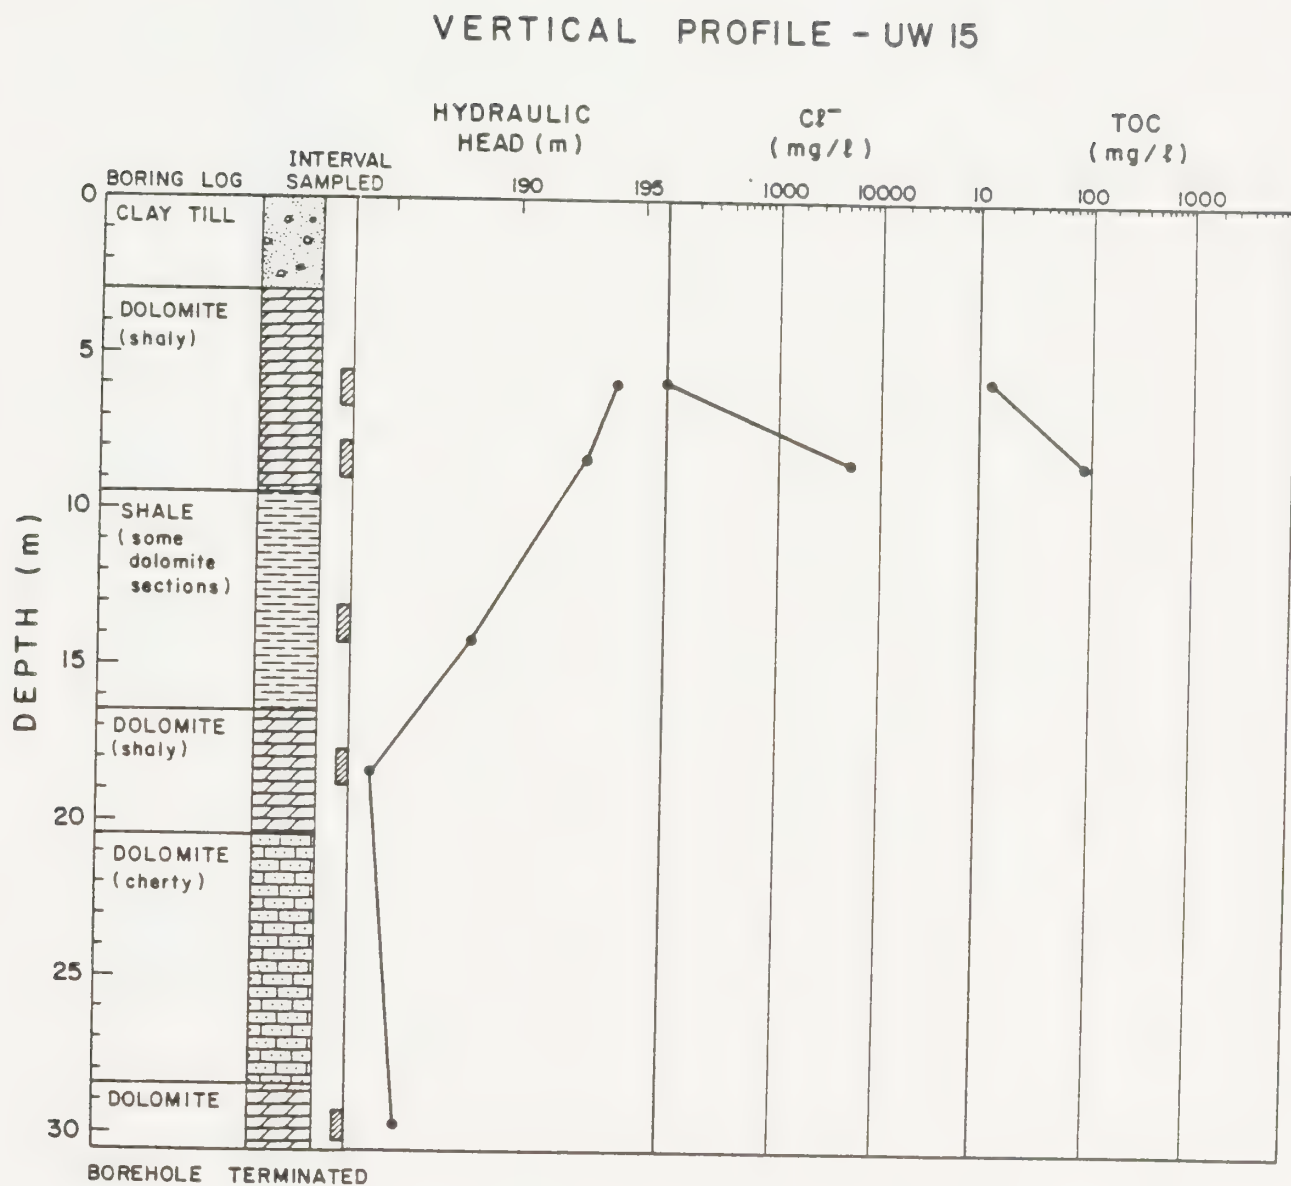 VERTICAL PROFILE - UW 15
HYDRAULIC
HEAD (m)
Cℓ⁻
(mg/ℓ)
TOC
(mg/ℓ)
BORING LOG
INTERVAL
SAMPLED
190
195
1000
10000
10
100
1000
0
CLAY TILL
DOLOMITE
(shaly)
5
10
SHALE
(some
dolomite
sections)
15
DOLOMITE
(shaly)
20
DOLOMITE
(cherty)
25
DOLOMITE
30
DEPTH (m)
BOREHOLE TERMINATED